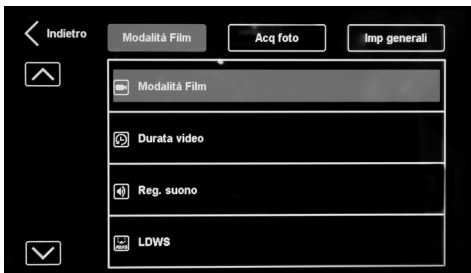 Indietro
Modalità Film
Acq foto
Imp generali
Modalità Film
Durata video
Reg. suono
LDWS